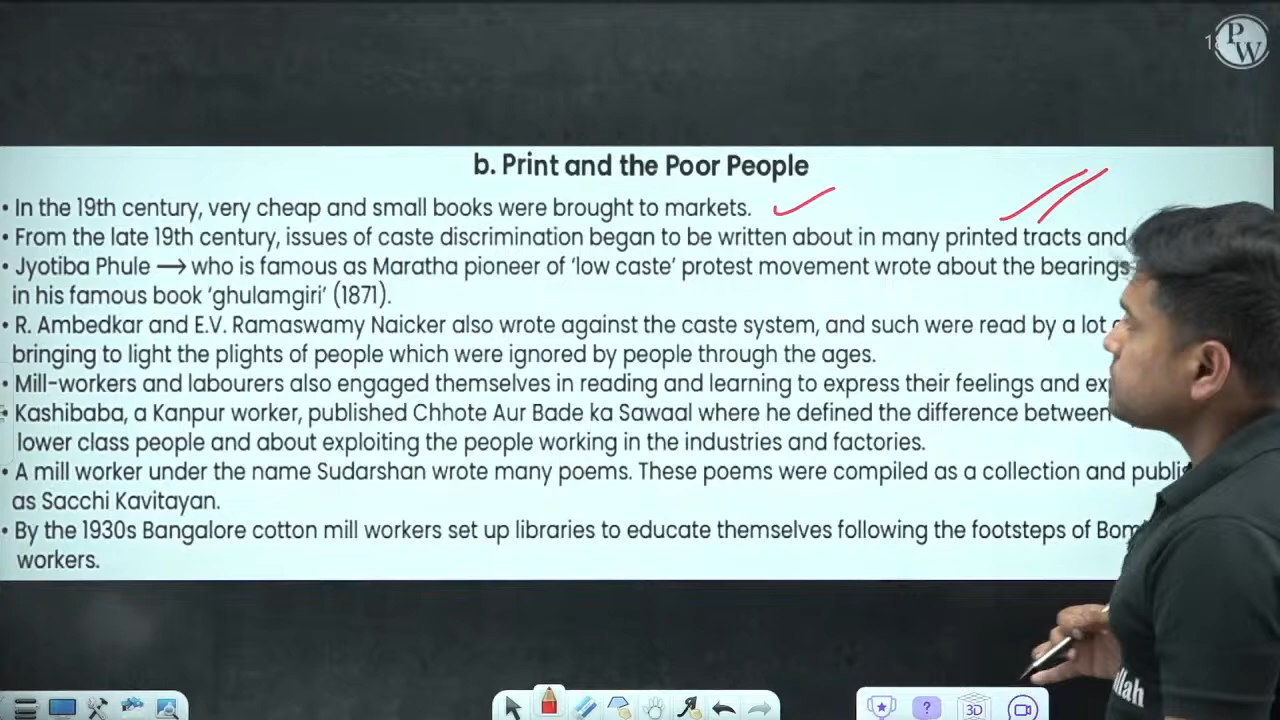 PW
b. Print and the Poor People
• In the 19th century, very cheap and small books were brought to markets.
• From the late 19th century, issues of caste discrimination began to be written about in many printed tracts and
• Jyotiba Phule → who is famous as Maratha pioneer of 'low caste' protest movement wrote about the bearings
in his famous book 'ghulamgiri' (1871).
• R. Ambedkar and E.V. Ramaswamy Naicker also wrote against the caste system, and such were read by a lot
bringing to light the plights of people which were ignored by people through the ages.
• Mill-workers and labourers also engaged themselves in reading and learning to express their feelings and
• Kashibaba, a Kanpur worker, published Chhote Aur Bade ka Sawaal where he defined the difference between
lower class people and about exploiting the people working in the industries and factories.
• A mill worker under the name Sudarshan wrote many poems. These poems were compiled as a collection and
as Sacchi Kavitayan.
• By the 1930s Bangalore cotton mill workers set up libraries to educate themselves following the footsteps of
workers.
?
3D